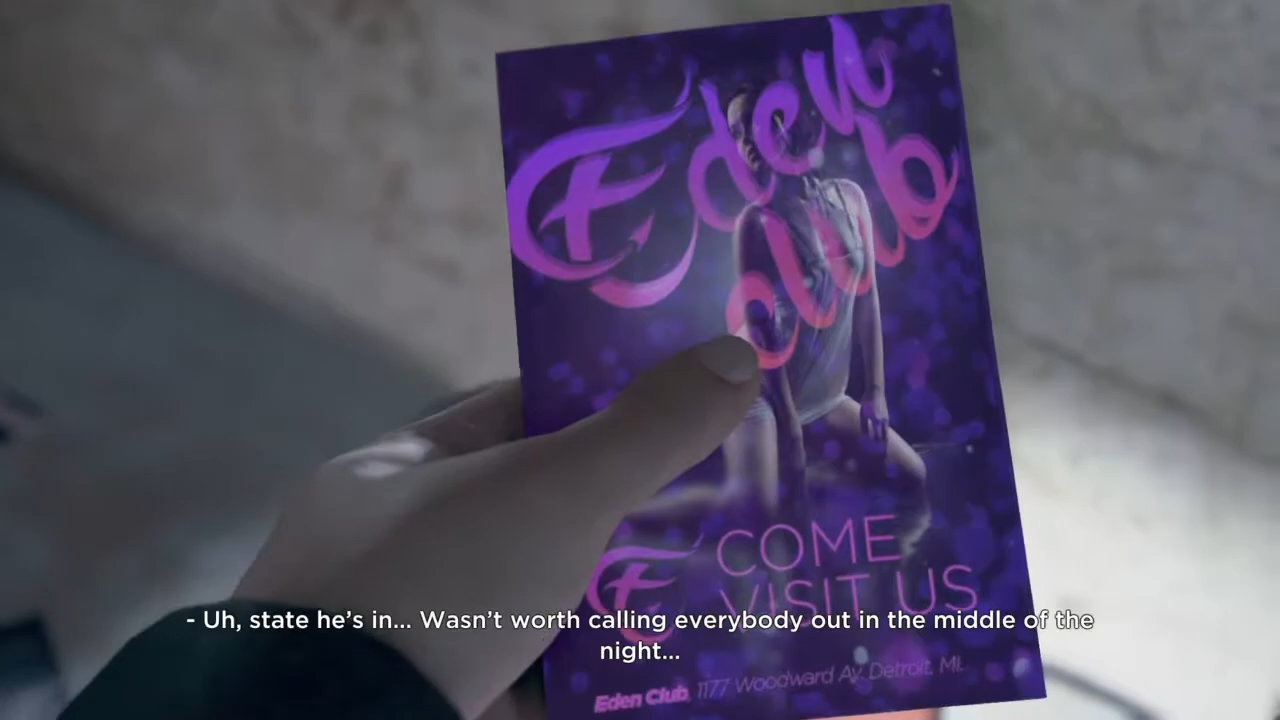 Eden
club
E COME
VISIT US
- Uh, state he's in... Wasn't worth calling everybody out in the middle of the
night...
Eden Club, 1177 Woodward Av. Detroit, MI.